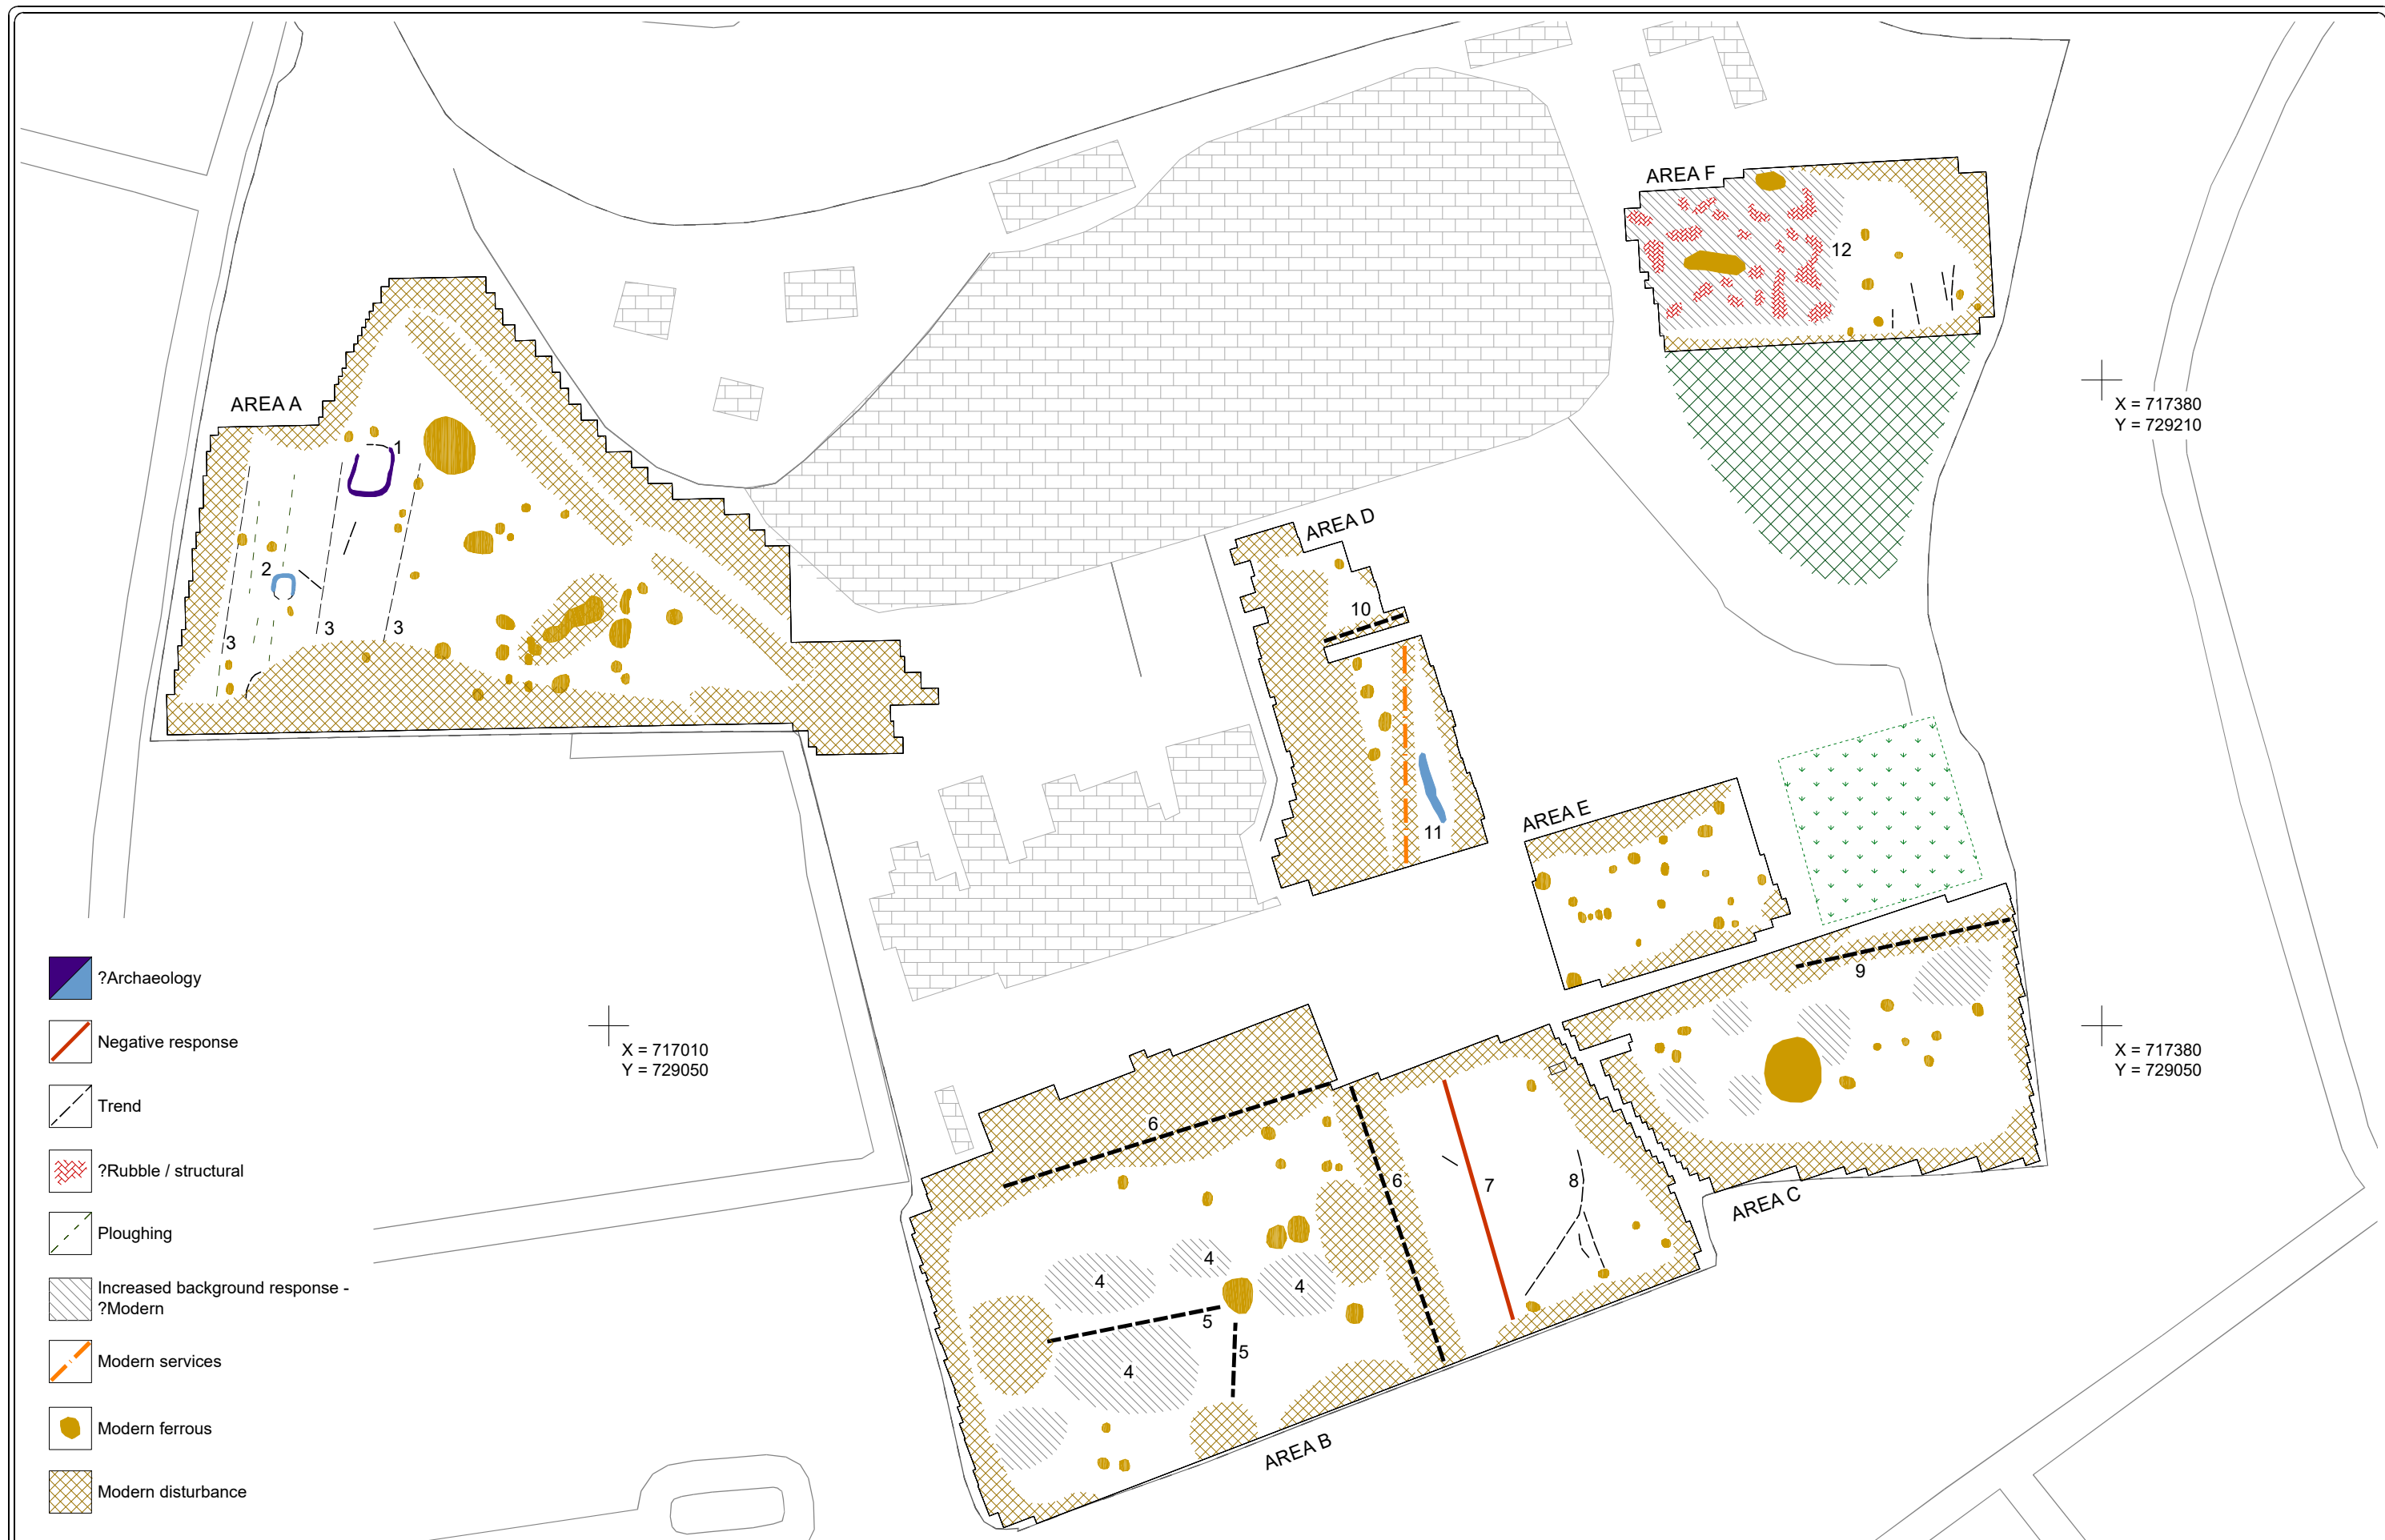 AREA F
12
X = 717380
Y = 729210
AREA A
1
2
3
3
3
AREA D
10
11
AREA E
9
?Archaeology
Negative response
Trend
?Rubble / structural
Ploughing
Increased background response -
?Modern
Modern services
Modern ferrous
Modern disturbance
X = 717010
Y = 729050
X = 717380
Y = 729050
6
6
7
8
AREA C
4
4
4
5
5
4
AREA B